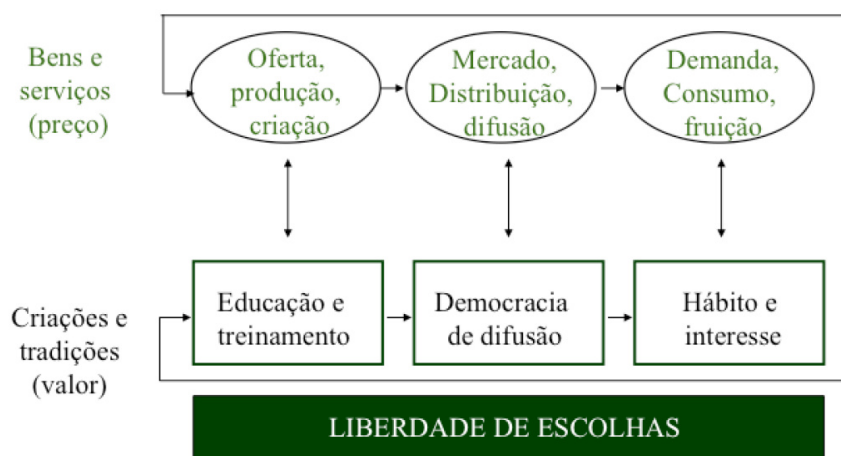 Bens e
serviços
(preço)
Oferta,
produção,
criação
Mercado,
Distribuição,
difusão
Demanda,
Consumo,
fruição
Criações e
tradições
(valor)
Educação e
treinamento
Democracia
de difusão
Hábito e
interesse
LIBERDADE DE ESCOLHAS